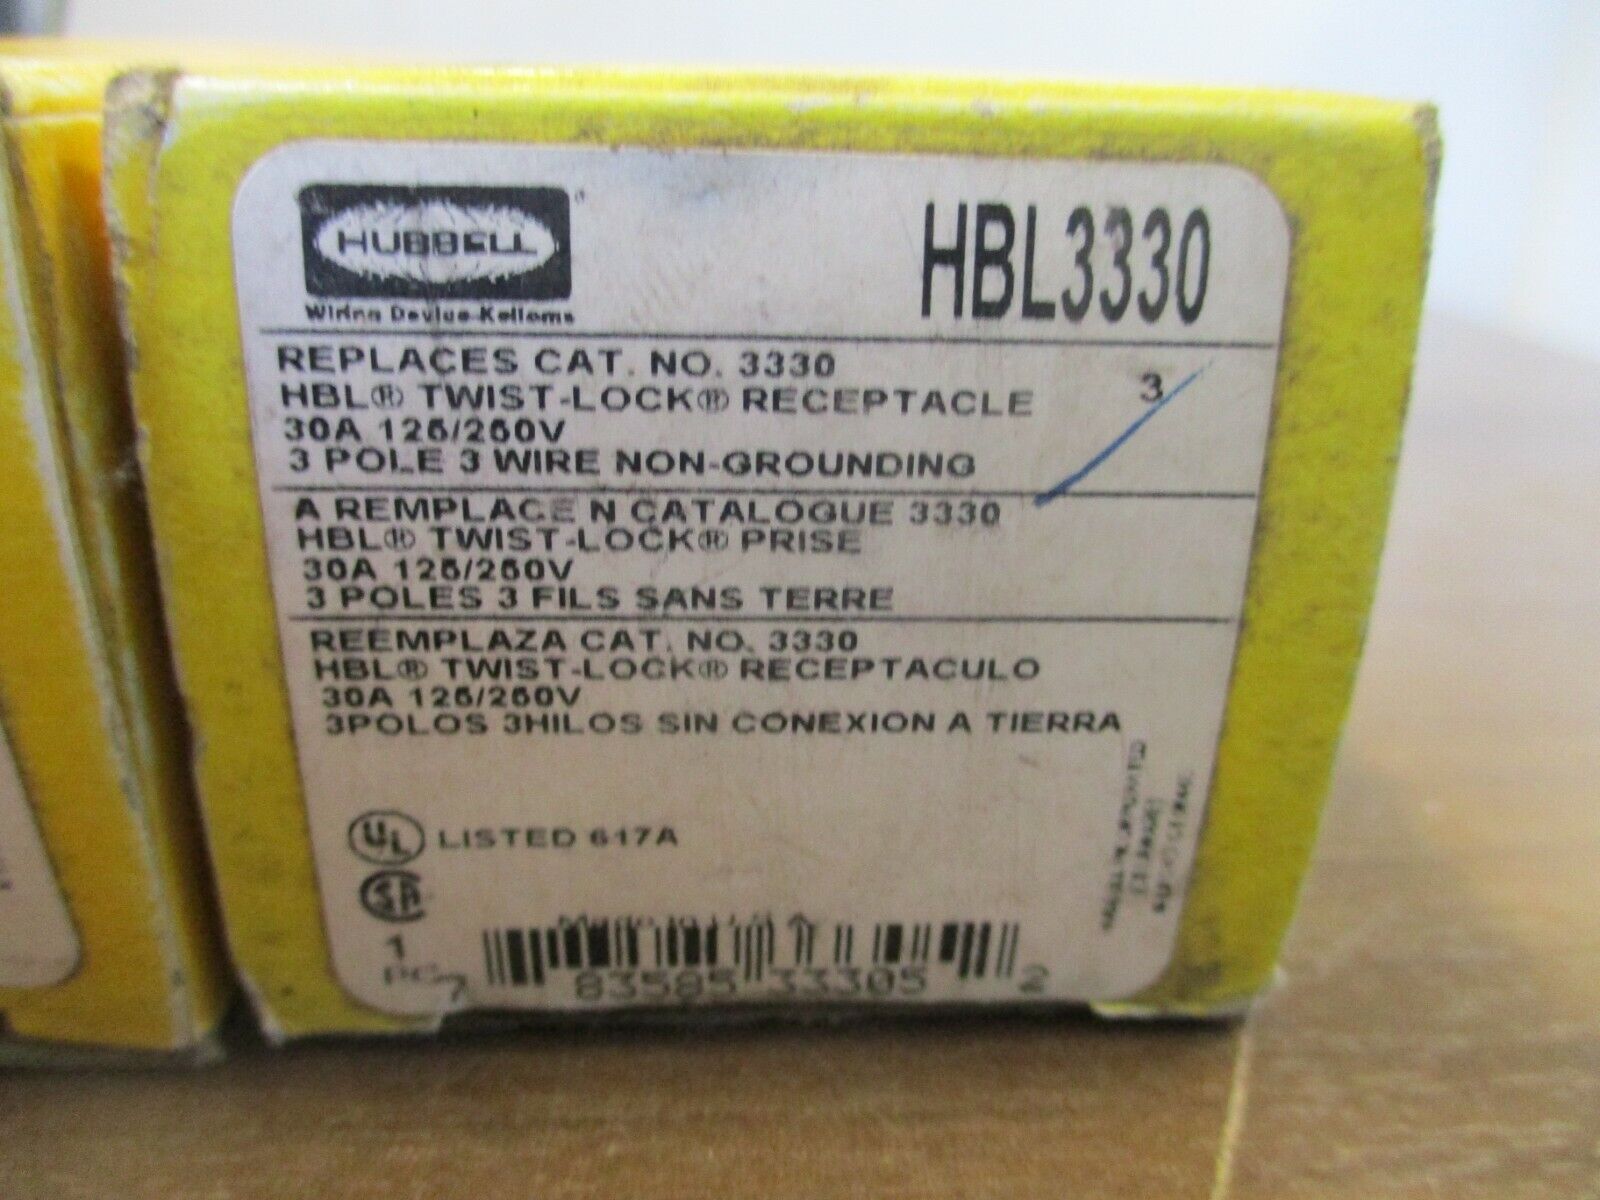 HUBBELL
®
Wiring Device-Kellems
HBL3330
REPLACES CAT. NO. 3330
HBL® TWIST-LOCK® RECEPTACLE
3
30A 125/250V
3 POLE 3 WIRE NON-GROUNDING
A REMPLACE N CATALOGUE 3330
HBL® TWIST-LOCK® PRISE
30A 125/250V
3 POLES 3 FILS SANS TERRE
REEMPLAZA CAT. NO. 3330
HBL® TWIST-LOCK® RECEPTACULO
30A 125/250V
3POLOS 3HILOS SIN CONEXION A TIERRA
UL LISTED 617A
1
PC
7 83585 33305 2